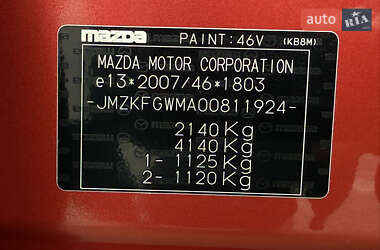 auto RIA
mazda PAINT:46V (KB8M)
MAZDA MOTOR CORPORATION
e13*2007/46*1803
-JMZKFGWMA00811924-
2140Kg
4140Kg
1- 1125Kg
2- 1120Kg